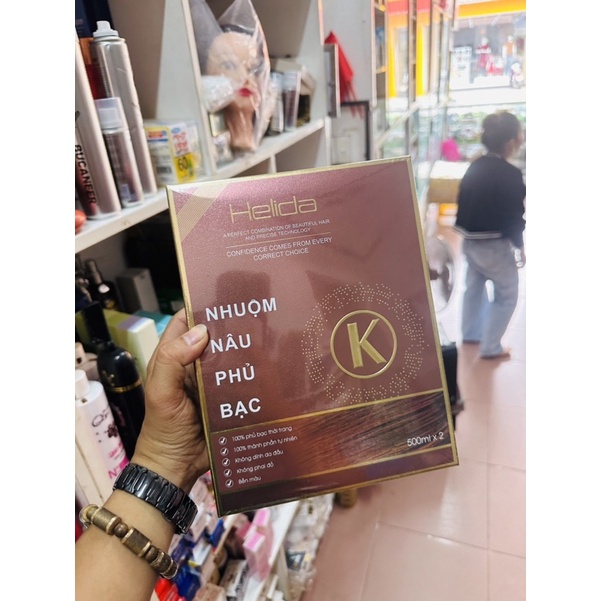 Helida
A PERFECT COMBINATION OF BEAUTIFUL HAIR
AND PRECISE TECHNOLOGY
CONFIDENCE COMES FROM EVERY
CORRECT CHOICE
NHUỘM
NÂU
PHỦ
BẠC
K
100% phủ bạc thời trang
100% thành phần tự nhiên
Không dính da đầu
Không phai đỏ
Bền màu
500ml x 2
BUCANEER